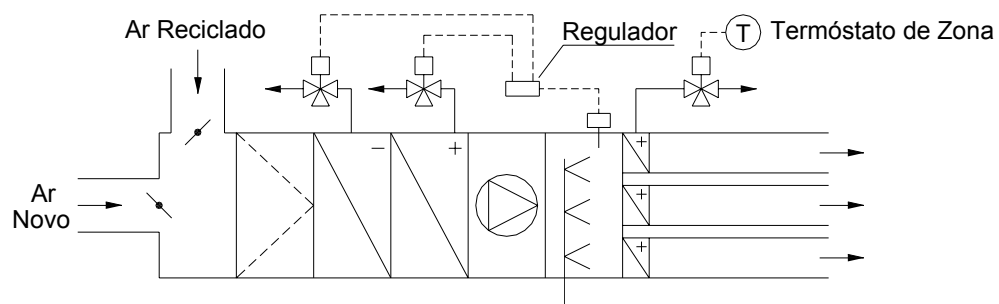 Ar Reciclado
Regulador
T
Termóstato de Zona
−
+
+
+
+
Ar
Novo